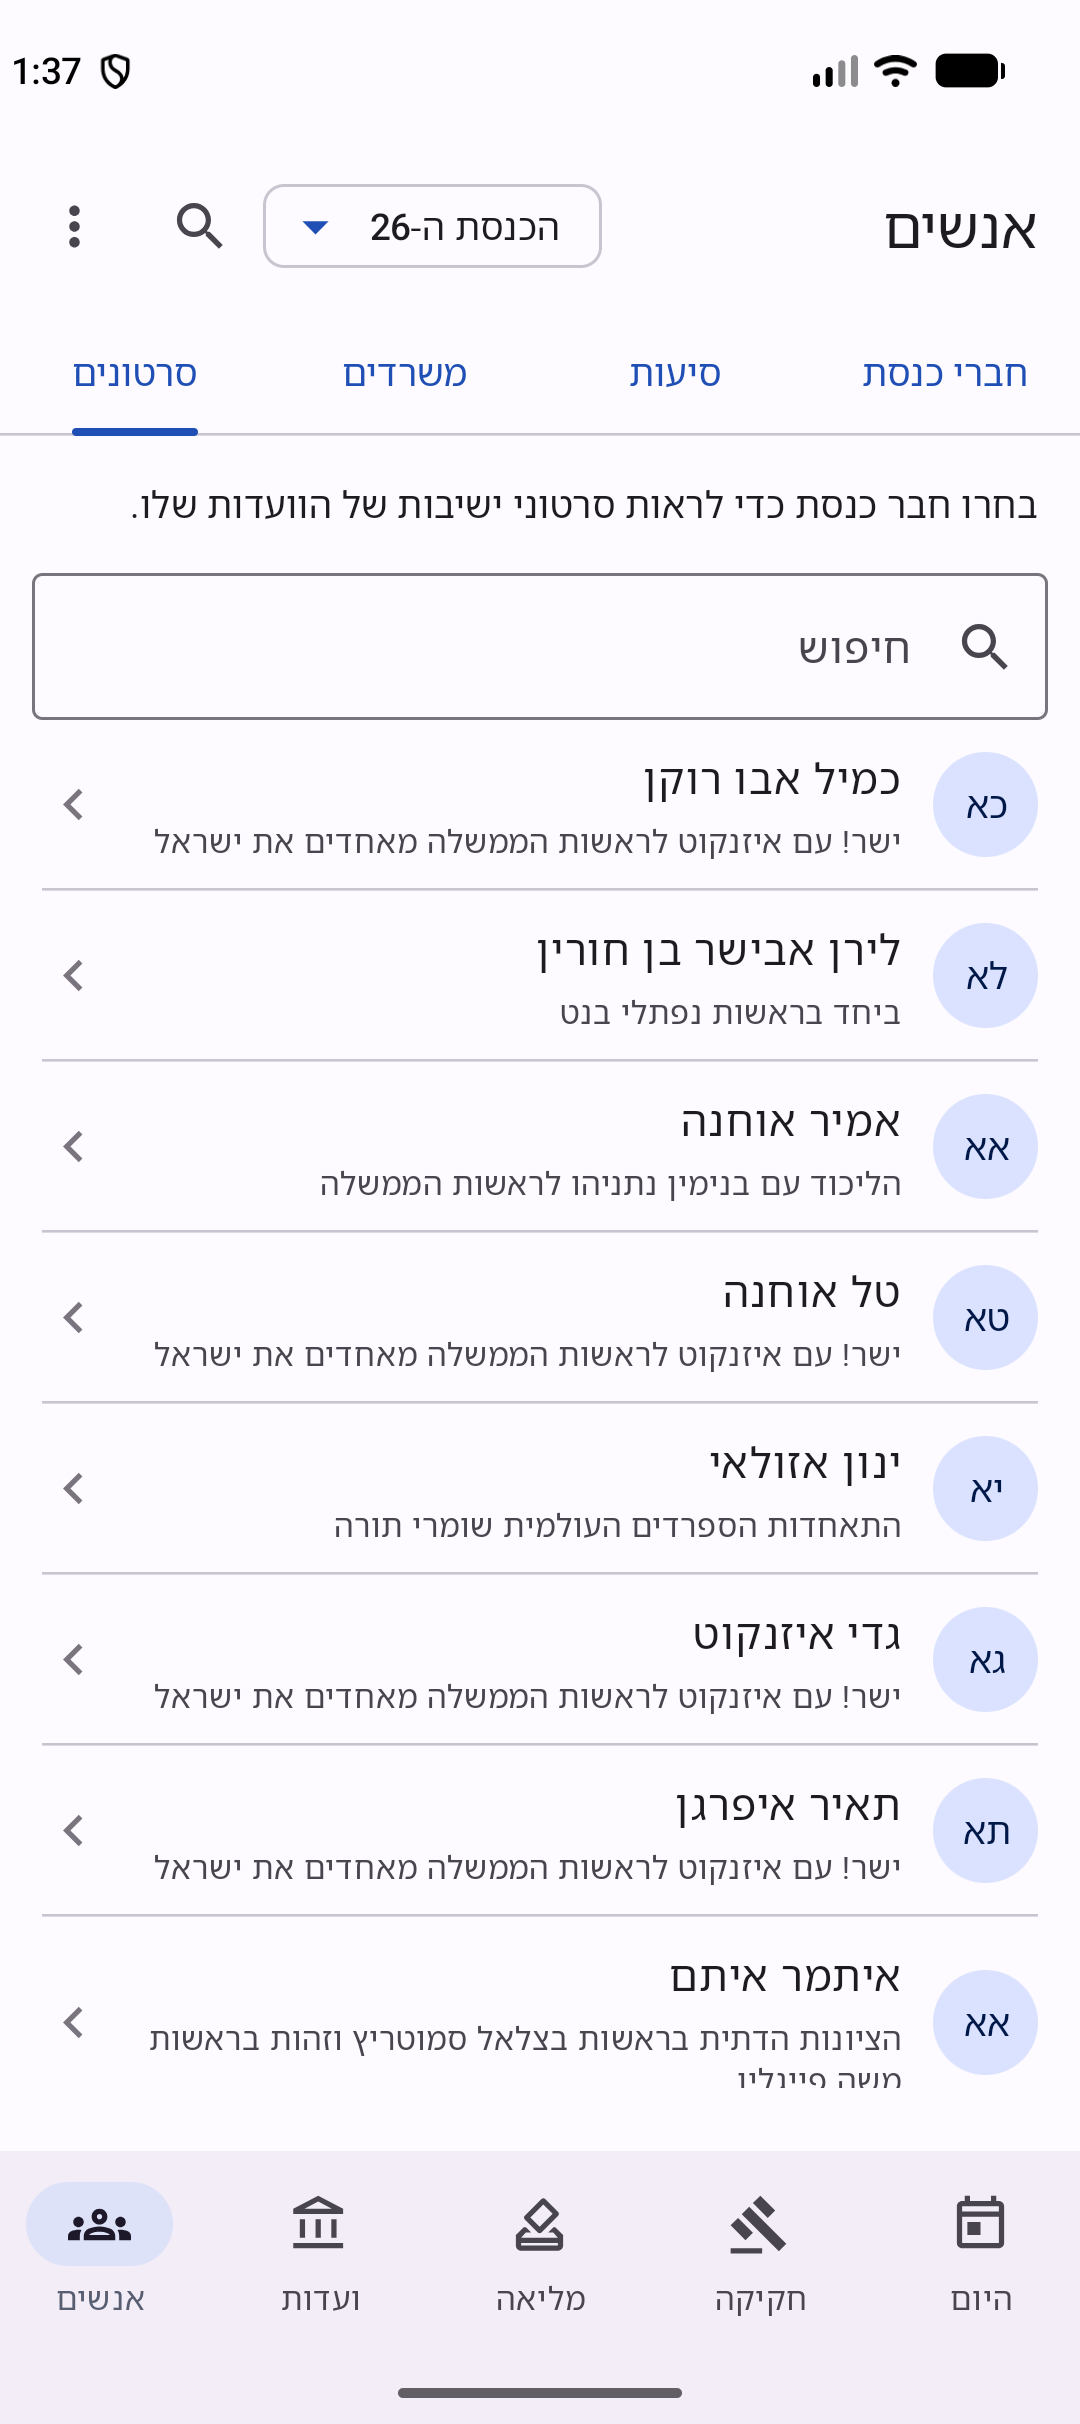 1:37
אנשים
הכנסת ה-26
חברי כנסת
סיעות
משרדים
סרטונים
בחרו חבר כנסת כדי לראות סרטוני ישיבות של הוועדות שלו.
חיפוש
כא
כמיל אבו רוקן
ישר! עם איזנקוט לראשות הממשלה מאחדים את ישראל
לא
לירן אבישר בן חורין
ביחד בראשות נפתלי בנט
אא
אמיר אוחנה
הליכוד עם בנימין נתניהו לראשות הממשלה
טא
טל אוחנה
ישר! עם איזנקוט לראשות הממשלה מאחדים את ישראל
יא
ינון אזולאי
התאחדות הספרדים העולמית שומרי תורה
גא
גדי איזנקוט
ישר! עם איזנקוט לראשות הממשלה מאחדים את ישראל
תא
תאיר איפרגן
ישר! עם איזנקוט לראשות הממשלה מאחדים את ישראל
אא
איתמר איתם
הציונות הדתית בראשות בצלאל סמוטריץ וזהות בראשות
משה פייגלין
היום
חקיקה
מליאה
ועדות
אנשים